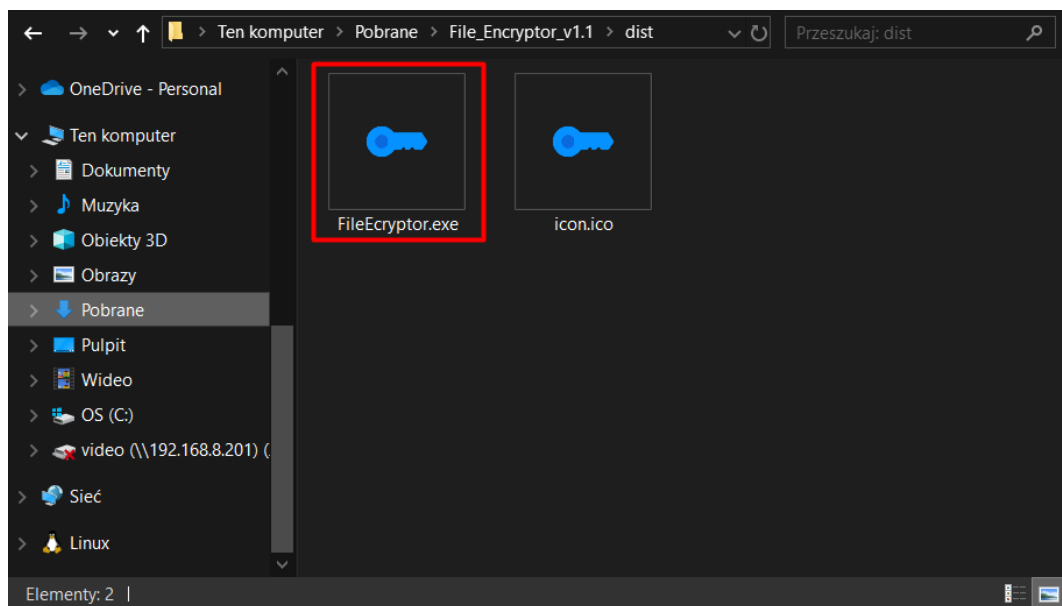 Ten komputer > Pobrane > File_Encryptor_v1.1 > dist
Przeszukaj: dist
OneDrive - Personal
Ten komputer
Dokumenty
Muzyka
Obiekty 3D
Obrazy
Pobrane
Pulpit
Wideo
OS (C:)
video (\\192.168.8.201) (.
Sieć
Linux
FileEcryptor.exe
icon.ico
Elementy: 2